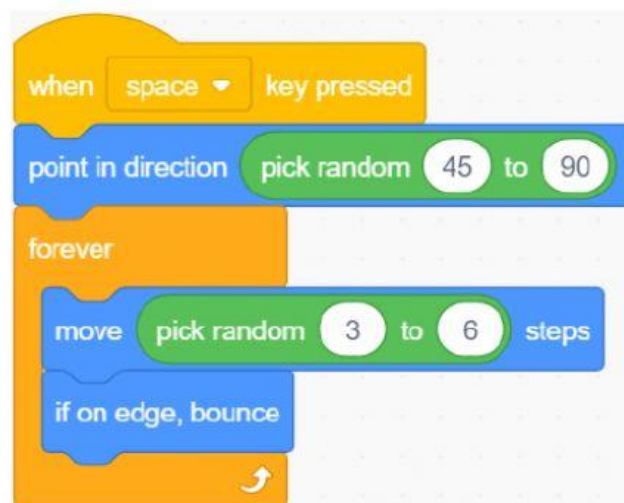 when space key pressed
point in direction pick random 45 to 90
forever
move pick random 3 to 6 steps
if on edge, bounce